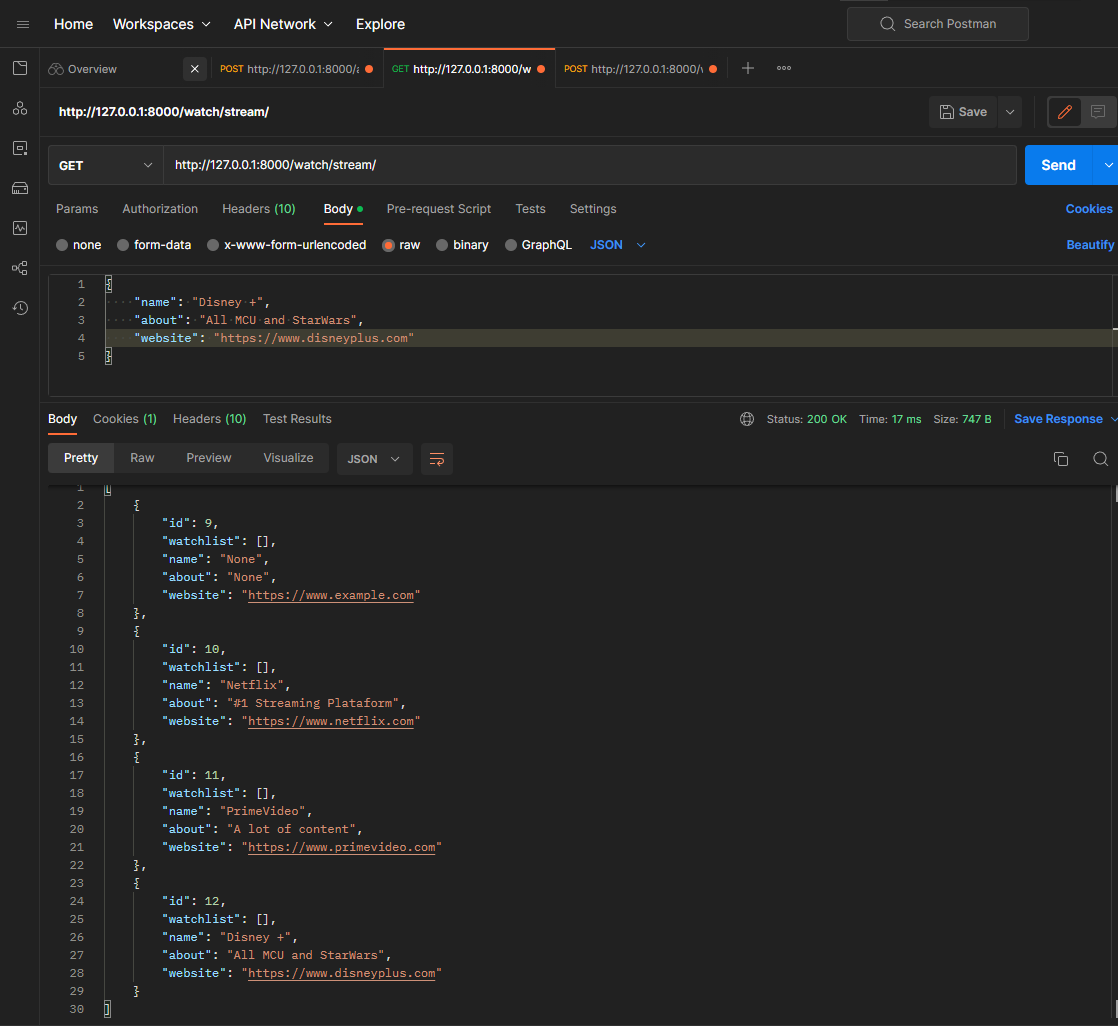 Home Workspaces API Network Explore Search Postman
Overview POST http://127.0.0.1:8000/ GET http://127.0.0.1:8000/w POST http://127.0.0.1:8000/
http://127.0.0.1:8000/watch/stream/ Save
GET http://127.0.0.1:8000/watch/stream/ Send
Params Authorization Headers (10) Body Pre-request Script Tests Settings Cookies
none form-data x-www-form-urlencoded raw binary GraphQL JSON Beautify
1 {
2 "name": "Disney +",
3 "about": "All MCU and StarWars",
4 "website": "https://www.disneyplus.com"
5 }
Body Cookies (1) Headers (10) Test Results Status: 200 OK Time: 17 ms Size: 747 B Save Response
Pretty Raw Preview Visualize JSON
1 [
2 {
3 "id": 9,
4 "watchlist": [],
5 "name": "None",
6 "about": "None",
7 "website": "https://www.example.com"
8 },
9 {
10 "id": 10,
11 "watchlist": [],
12 "name": "Netflix",
13 "about": "#1 Streaming Plataform",
14 "website": "https://www.netflix.com"
15 },
16 {
17 "id": 11,
18 "watchlist": [],
19 "name": "PrimeVideo",
20 "about": "A lot of content",
21 "website": "https://www.primevideo.com"
22 },
23 {
24 "id": 12,
25 "watchlist": [],
26 "name": "Disney +",
27 "about": "All MCU and StarWars",
28 "website": "https://www.disneyplus.com"
29 }
30 ]